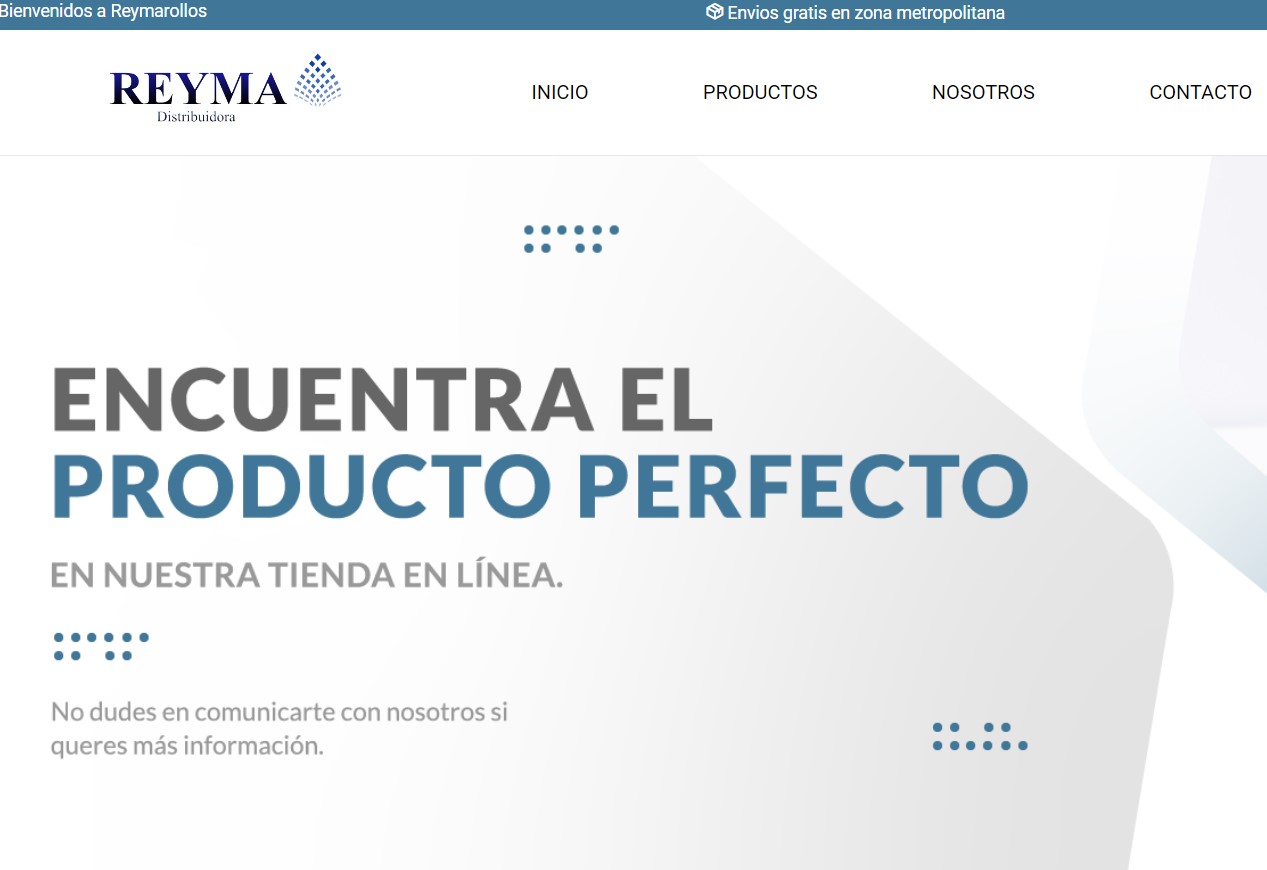 Bienvenidos a Reymarollos
Envios gratis en zona metropolitana
REYMA
Distribuidora
INICIO
PRODUCTOS
NOSOTROS
CONTACTO
ENCUENTRA EL
PRODUCTO PERFECTO
EN NUESTRA TIENDA EN LÍNEA.
No dudes en comunicarte con nosotros si
queres más información.